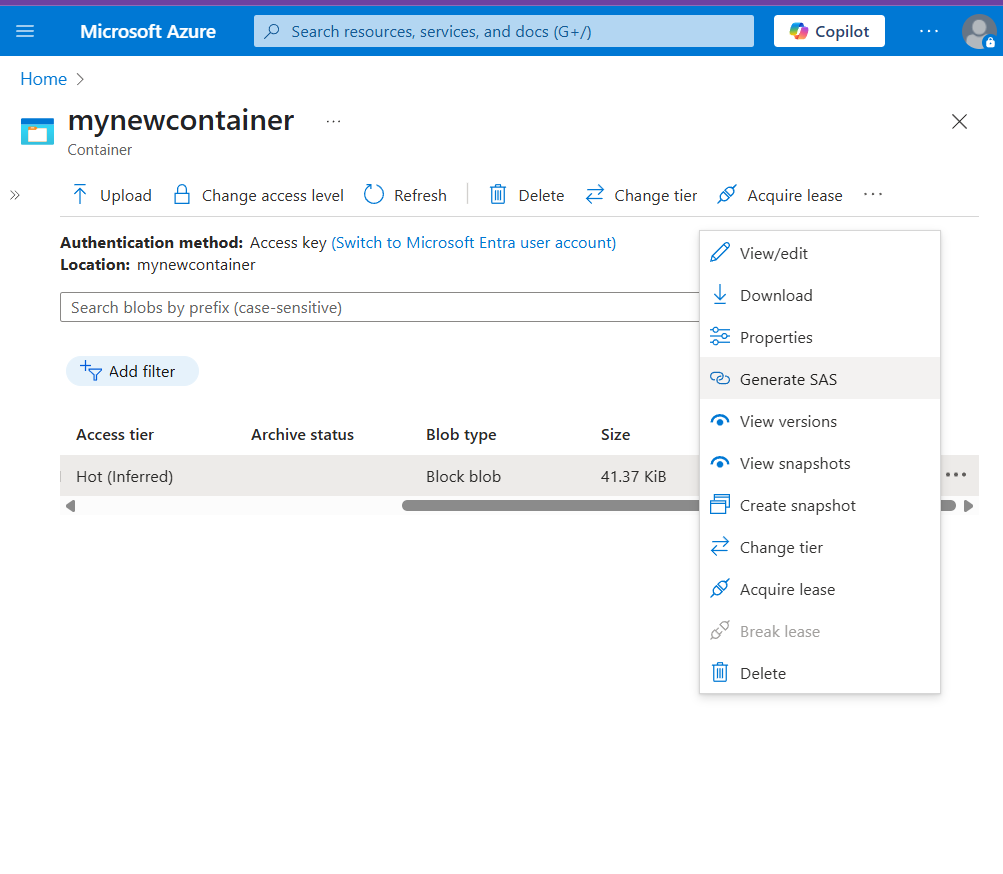 Microsoft Azure
Search resources, services, and docs (G+/)
Copilot
Home
mynewcontainer
Container
Upload
Change access level
Refresh
Delete
Change tier
Acquire lease
Authentication method: Access key (Switch to Microsoft Entra user account)
Location: mynewcontainer
Search blobs by prefix (case-sensitive)
Add filter
Access tier Archive status Blob type Size
Hot (Inferred) Block blob 41.37 KiB
View/edit
Download
Properties
Generate SAS
View versions
View snapshots
Create snapshot
Change tier
Acquire lease
Break lease
Delete